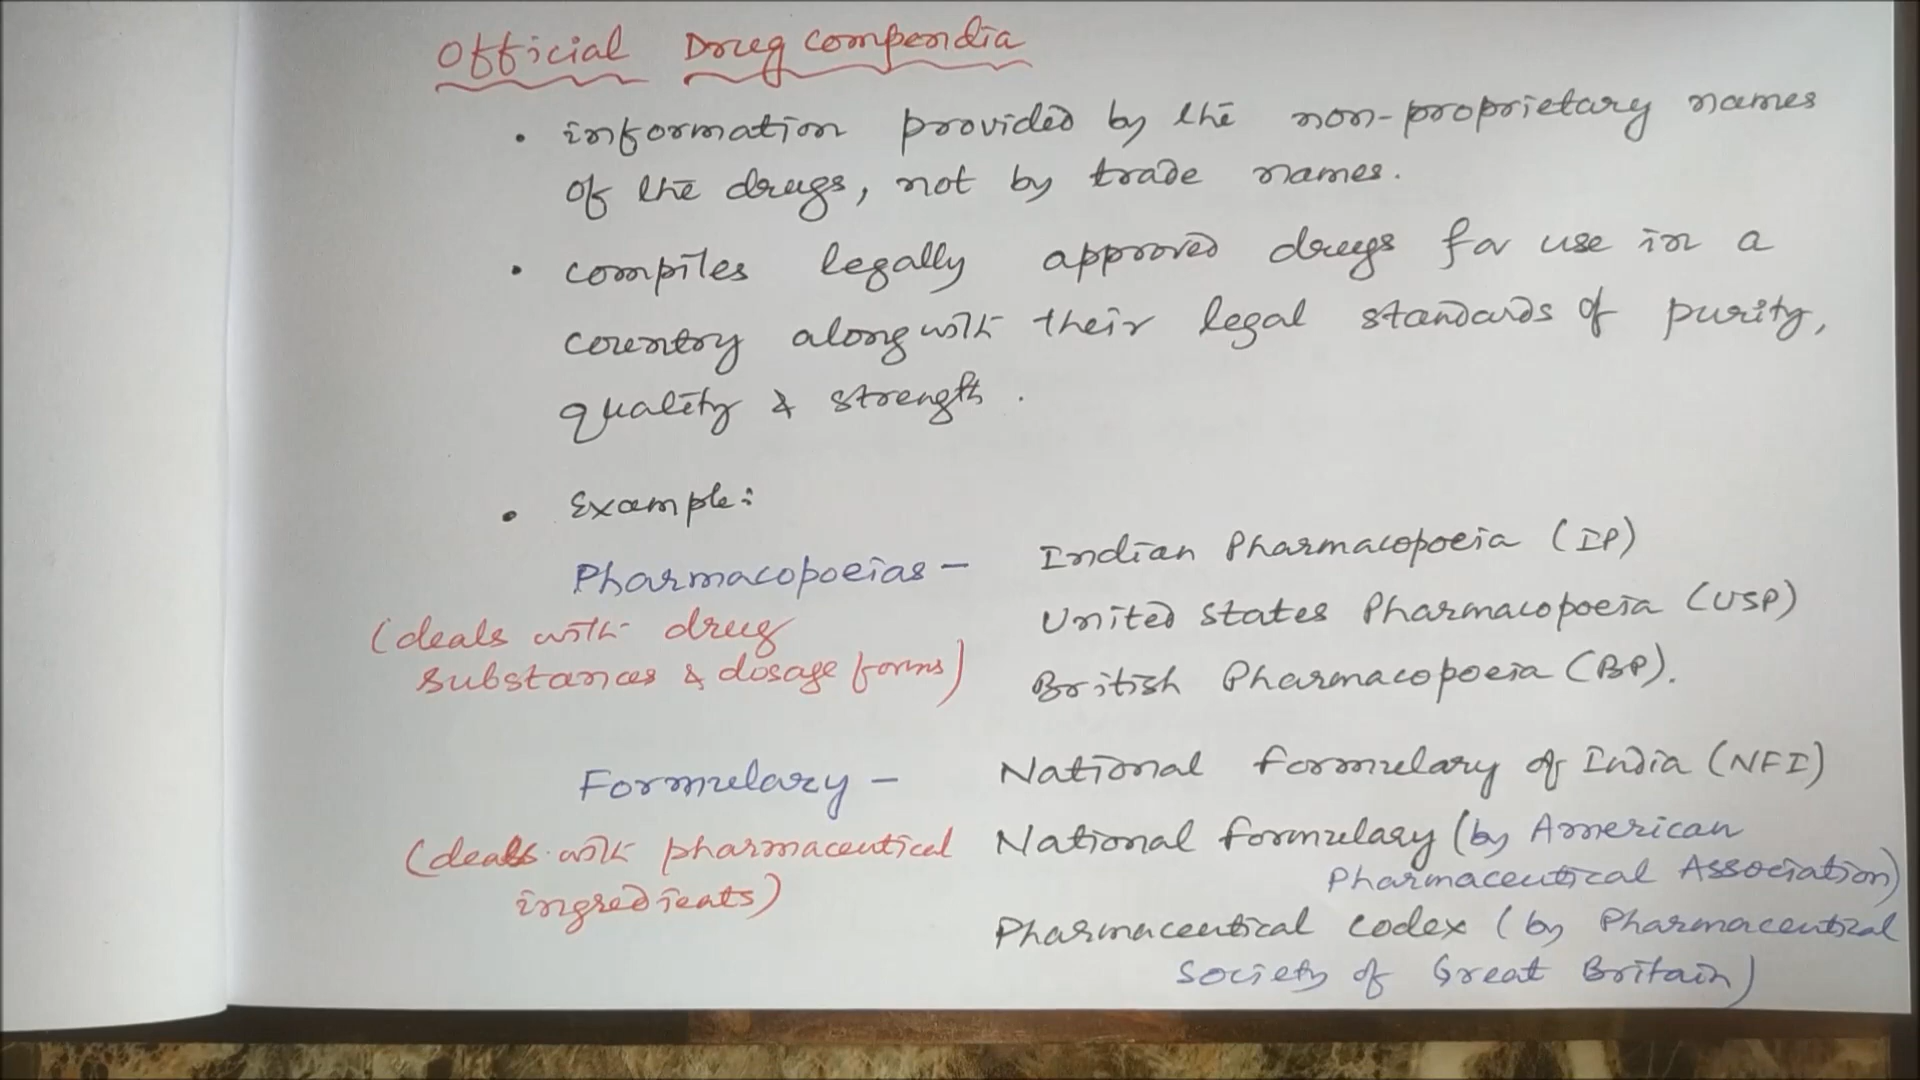 Official Drug Compendia
• information provided by the non-proprietary names
of the drugs, not by trade names.
• compiles legally approved drugs for use in a
country along with their legal standards of purity,
quality & strength.
• Example:
Pharmacopoeias - Indian Pharmacopoeia (IP)
(deals with drug United States Pharmacopoeia (USP)
substances & dosage forms) British Pharmacopoeia (BP).
Formulary - National formulary of India (NFI)
(deals with pharmaceutical National formulary (by American
Pharmaceutical Association)
ingredients) Pharmaceutical codex (by Pharmaceutical
Society of Great Britain)